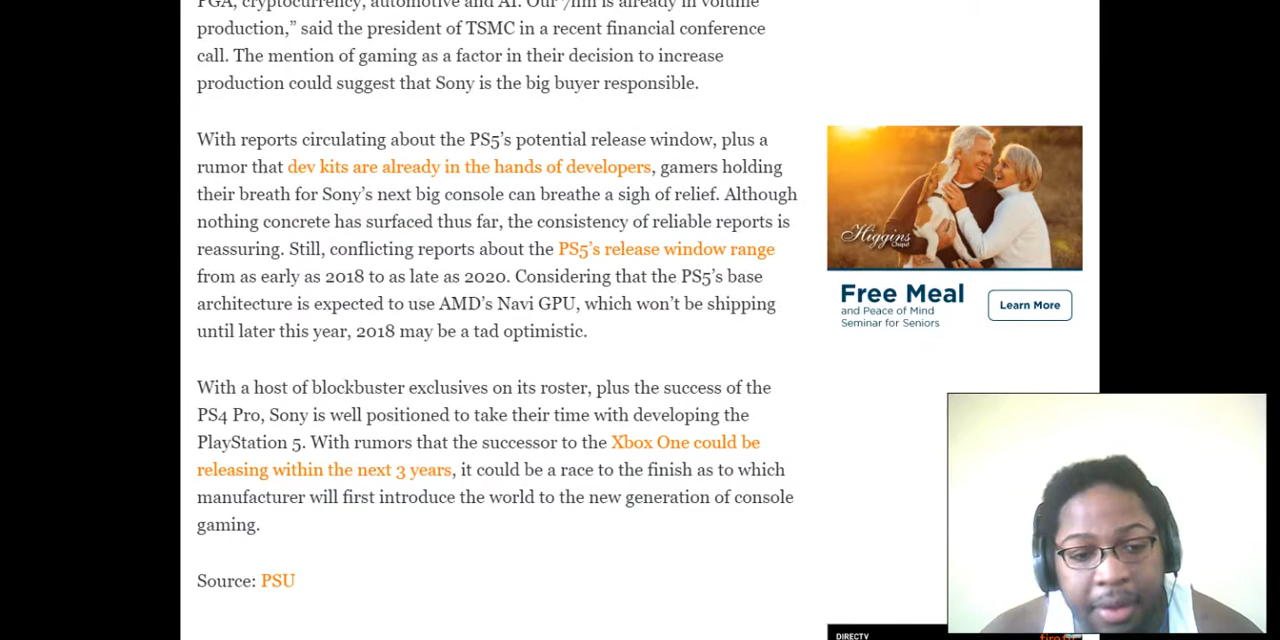 PGA, cryptocurrency, automotive and AI. Our 7nm is already in volume
production,” said the president of TSMC in a recent financial conference
call. The mention of gaming as a factor in their decision to increase
production could suggest that Sony is the big buyer responsible.
With reports circulating about the PS5’s potential release window, plus a
rumor that dev kits are already in the hands of developers, gamers holding
their breath for Sony’s next big console can breathe a sigh of relief. Although
nothing concrete has surfaced thus far, the consistency of reliable reports is
reassuring. Still, conflicting reports about the PS5’s release window range
from as early as 2018 to as late as 2020. Considering that the PS5’s base
architecture is expected to use AMD’s Navi GPU, which won’t be shipping
until later this year, 2018 may be a tad optimistic.
With a host of blockbuster exclusives on its roster, plus the success of the
PS4 Pro, Sony is well positioned to take their time with developing the
PlayStation 5. With rumors that the successor to the Xbox One could be
releasing within the next 3 years, it could be a race to the finish as to which
manufacturer will first introduce the world to the new generation of console
gaming.
Source: PSU
Higgins
Free Meal
and Peace of Mind
Seminar for Seniors
Learn More
DIRECTV